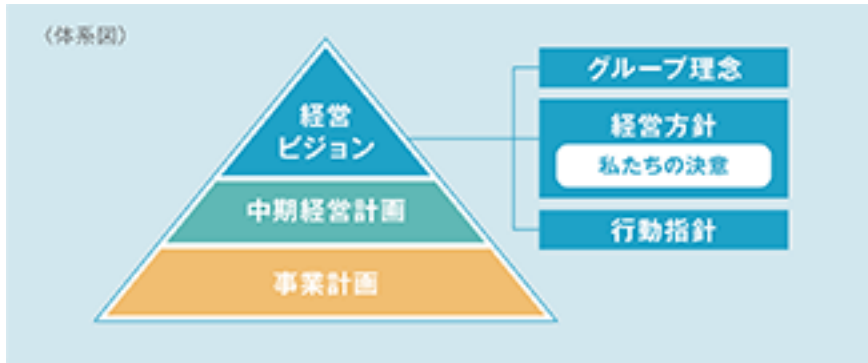 〈体系図〉
経営
ビジョン
中期経営計画
事業計画
グループ理念
経営方針
私たちの決意
行動指針